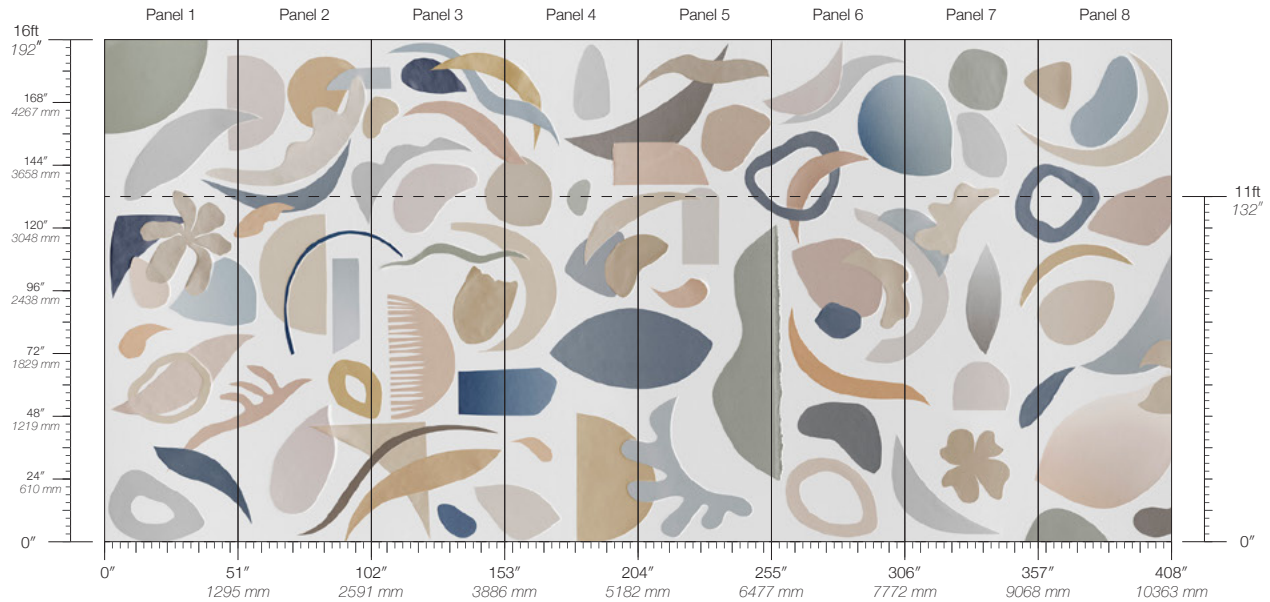 Panel 1 Panel 2 Panel 3 Panel 4 Panel 5 Panel 6 Panel 7 Panel 8
16ft
192″
168″
4267 mm
144″
3658 mm
11ft
132″
120″
3048 mm
96″
2438 mm
72″
1829 mm
48″
1219 mm
24″
610 mm
0″ 0″
0″ 51″ 102″ 153″ 204″ 255″ 306″ 357″ 408″
1295 mm 2591 mm 3886 mm 5182 mm 6477 mm 7772 mm 9068 mm 10363 mm